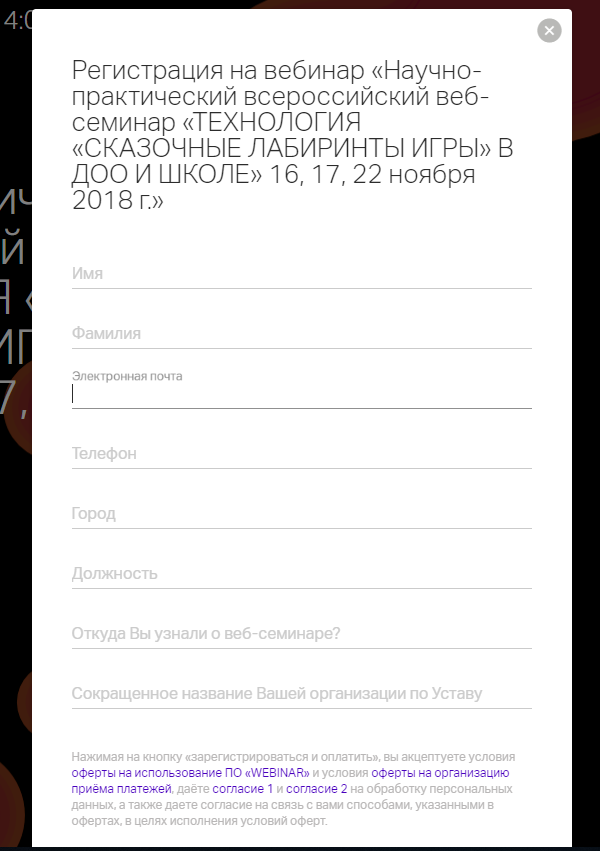 4:0
Регистрация на вебинар «Научно-
практический всероссийский веб-
семинар «ТЕХНОЛОГИЯ
«СКАЗОЧНЫЕ ЛАБИРИНТЫ ИГРЫ» В
ДОО И ШКОЛЕ» 16, 17, 22 ноября
2018 г.»
Имя
Фамилия
Электронная почта
Телефон
Город
Должность
Откуда Вы узнали о веб-семинаре?
Сокращенное название Вашей организации по Уставу
Нажимая на кнопку «зарегистрироваться и оплатить», вы акцептуете условия
оферты на использование ПО «WEBINAR» и условия оферты на организацию
приёма платежей, даёте согласие 1 и согласие 2 на обработку персональных
данных, а также даете согласие на связь с вами способами, указанными в
офертах, в целях исполнения условий оферт.